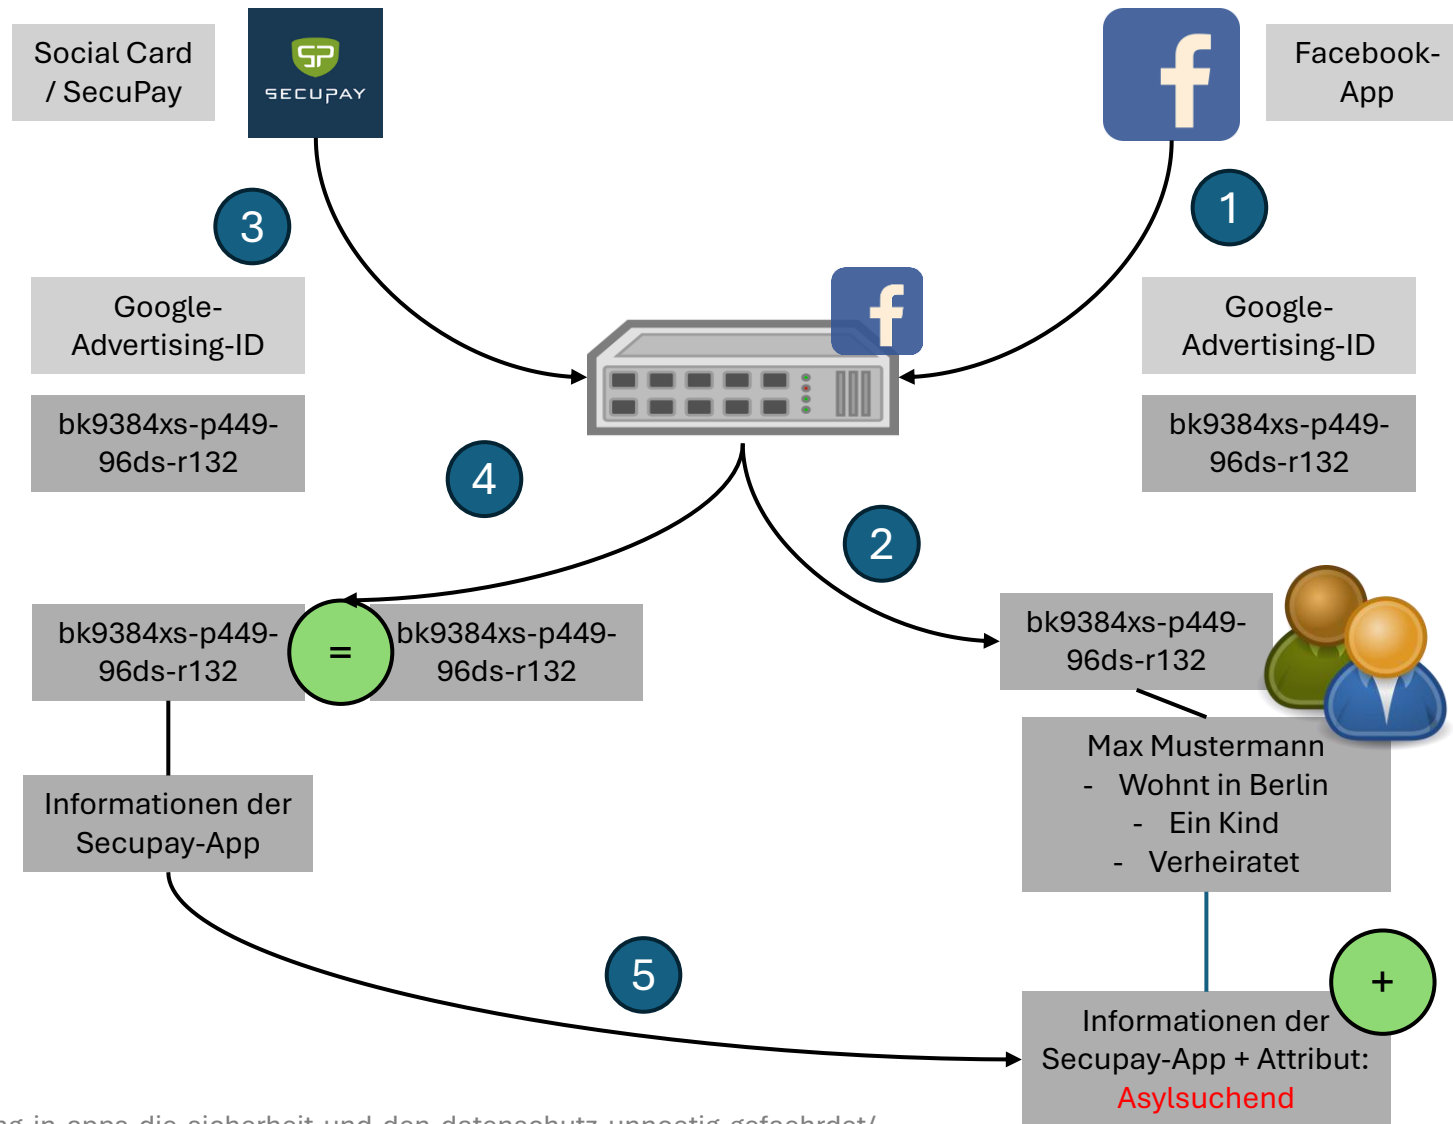 Social Card
/ SecuPay
SP
SECUPAY
f
Facebook-
App
3
1
Google-
Advertising-ID
bk9384xs-p449-
96ds-r132
f
Google-
Advertising-ID
bk9384xs-p449-
96ds-r132
4
2
bk9384xs-p449-
96ds-r132
=
bk9384xs-p449-
96ds-r132
bk9384xs-p449-
96ds-r132
Informationen der
Secupay-App
Max Mustermann
- Wohnt in Berlin
- Ein Kind
- Verheiratet
5
+
Informationen der
Secupay-App + Attribut:
Asylsuchend